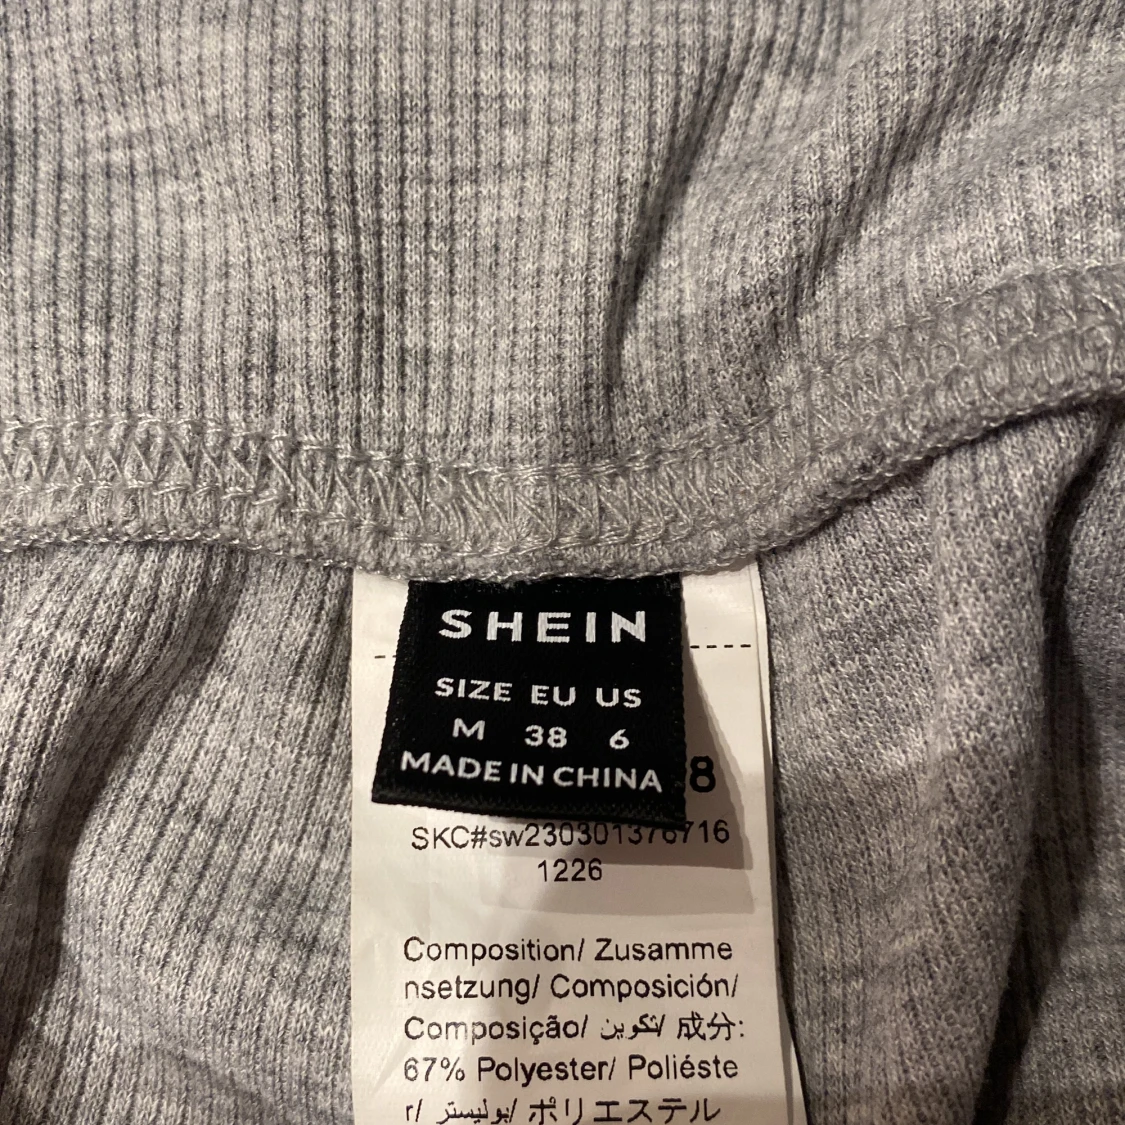 SHEIN
SIZE EU US
M 38 6
MADE IN CHINA
8
SKC#sw230301376716
1226
Composition/ Zusamme
nsetzung/ Composición/
Composição/ تكوين/ 成分:
67% Polyester/ Poliéste
r/ بوليستر/ ポリエステル